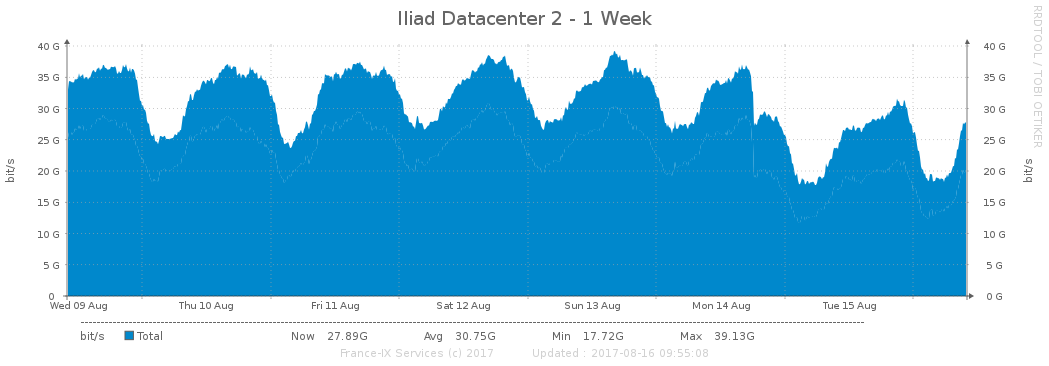 Iliad Datacenter 2 - 1 Week
RRDTOOL / TOBI OETIKER
bit/s
40 G
35 G
30 G
25 G
20 G
15 G
10 G
5 G
0
40 G
35 G
30 G
25 G
20 G
15 G
10 G
5 G
0 G
bit/s
Wed 09 Aug Thu 10 Aug Fri 11 Aug Sat 12 Aug Sun 13 Aug Mon 14 Aug Tue 15 Aug
bit/s Total Now 27.89G Avg 30.75G Min 17.72G Max 39.13G
France-IX Services (c) 2017 Updated : 2017-08-16 09:55:08